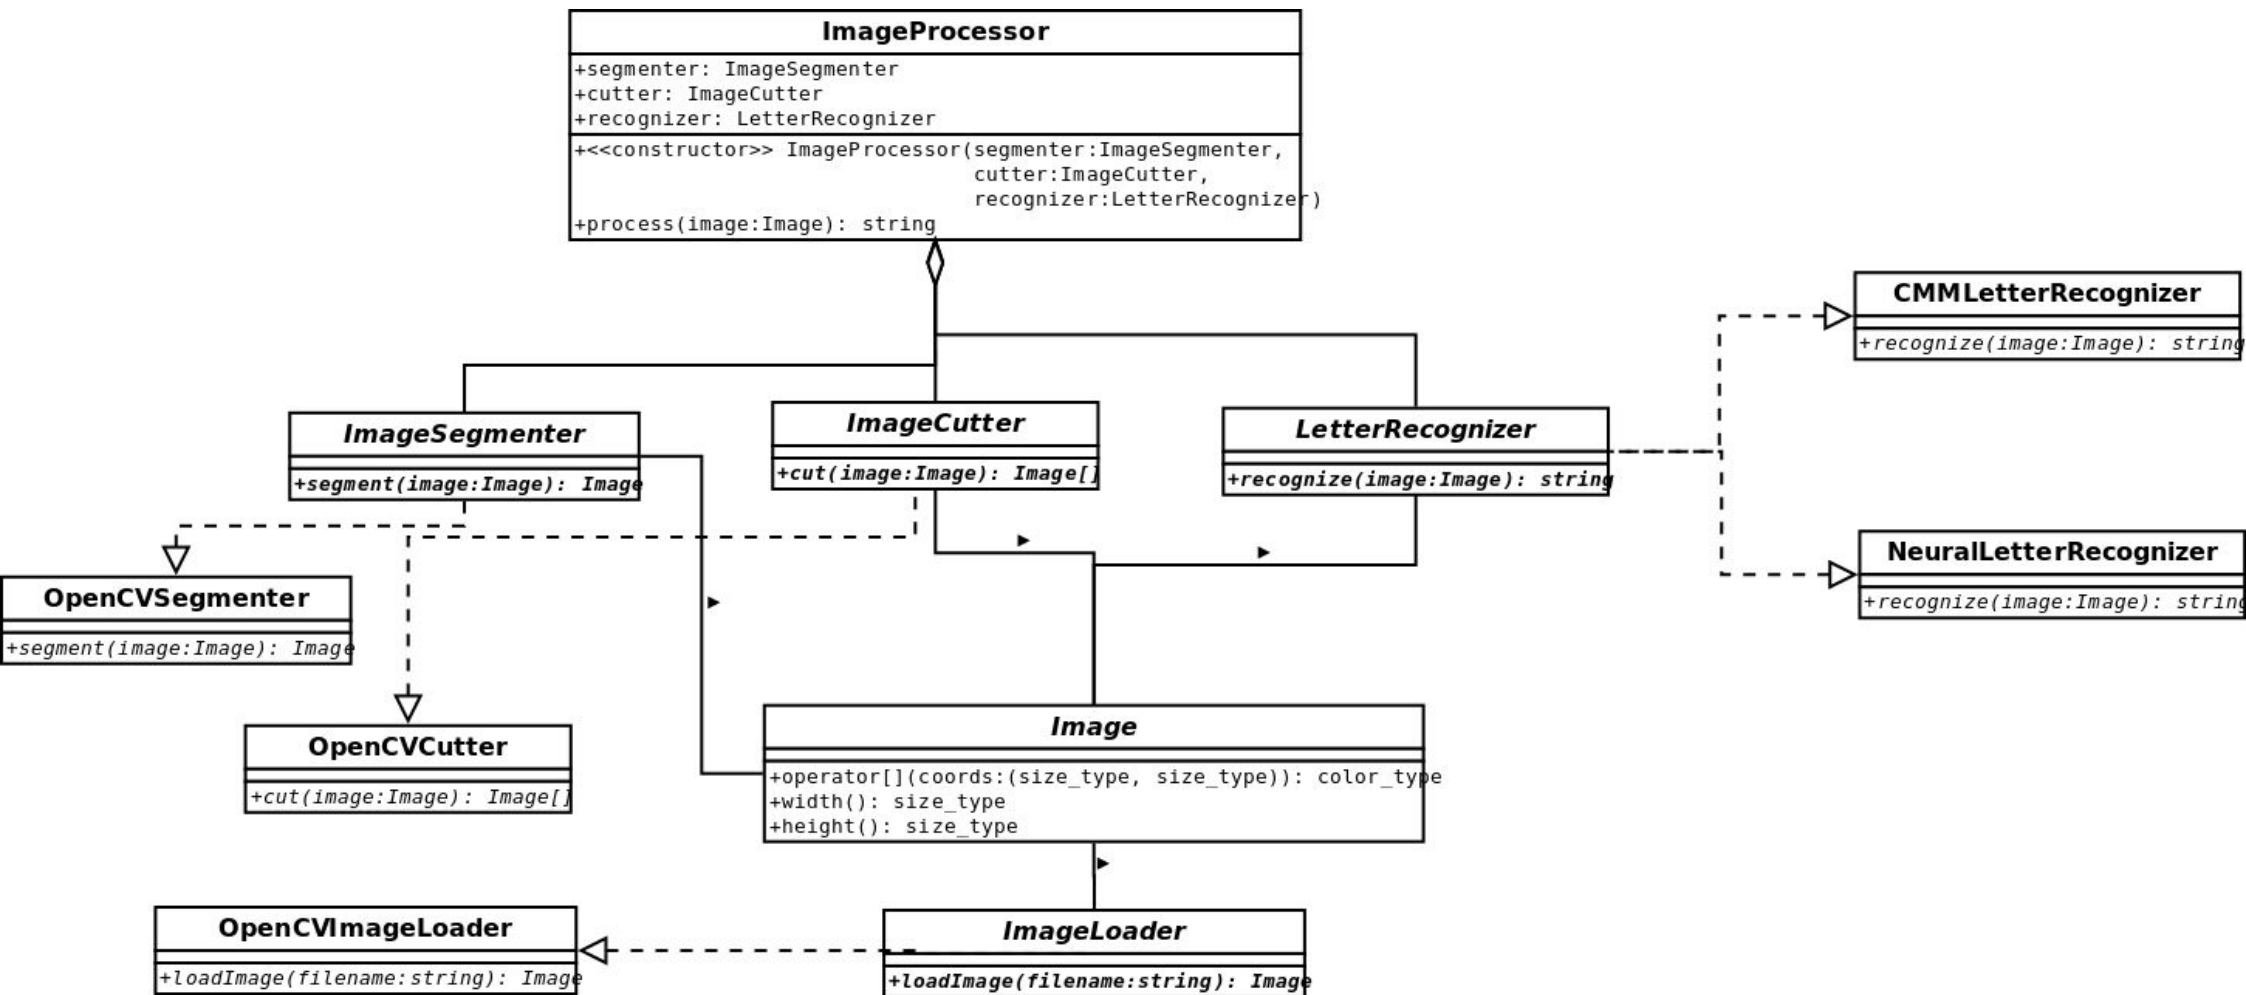 ImageProcessor
+segmenter: ImageSegmenter
+cutter: ImageCutter
+recognizer: LetterRecognizer
+<<constructor>> ImageProcessor(segmenter:ImageSegmenter,
cutter:ImageCutter,
recognizer:LetterRecognizer)
+process(image:Image): string
CMMLetterRecognizer
+recognize(image:Image): string
ImageSegmenter
+segment(image:Image): Image
ImageCutter
+cut(image:Image): Image[]
LetterRecognizer
+recognize(image:Image): string
NeuralLetterRecognizer
+recognize(image:Image): string
OpenCVSegmenter
+segment(image:Image): Image
OpenCVCutter
+cut(image:Image): Image[]
Image
+operator[](coords:(size_type, size_type)): color_type
+width(): size_type
+height(): size_type
OpenCVImageLoader
+loadImage(filename:string): Image
ImageLoader
+loadImage(filename:string): Image